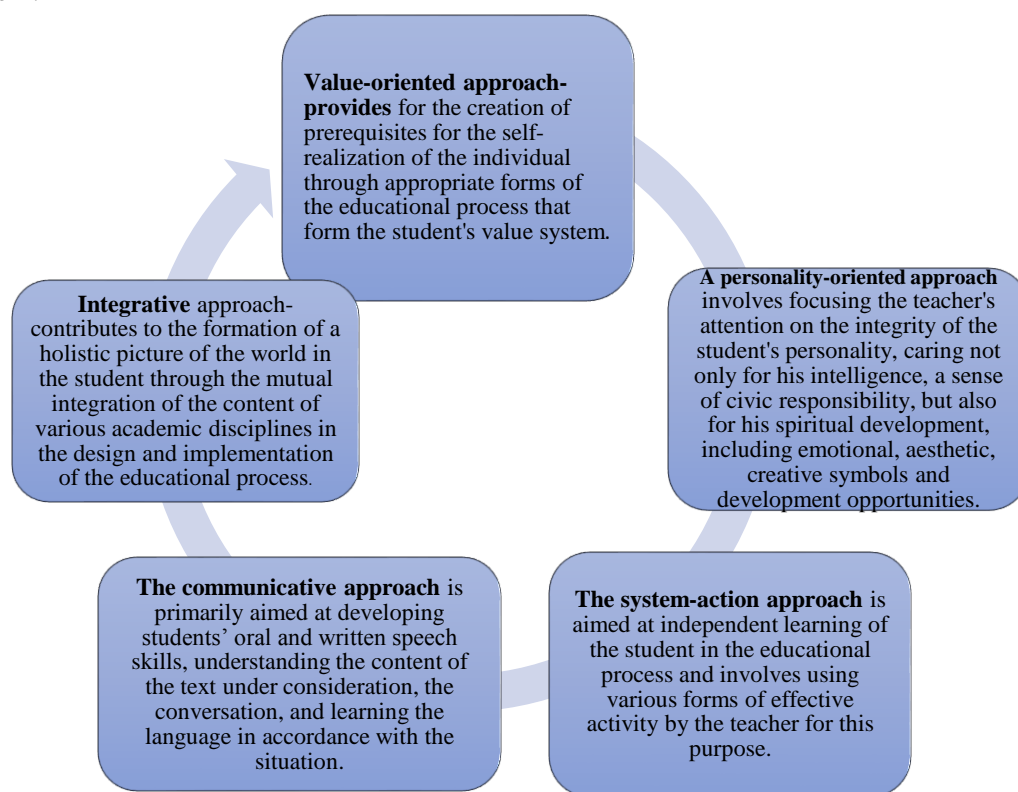 Value-oriented approach-
provides for the creation of
prerequisites for the self-
realization of the individual
through appropriate forms of
the educational process that
form the student's value system.
A personality-oriented approach
involves focusing the teacher's
attention on the integrity of the
student's personality, caring not
only for his intelligence, a sense
of civic responsibility, but also
for his spiritual development,
including emotional, aesthetic,
creative symbols and
development opportunities.
The system-action approach is
aimed at independent learning of
the student in the educational
process and involves using
various forms of effective
activity by the teacher for this
purpose.
The communicative approach is
primarily aimed at developing
students’ oral and written speech
skills, understanding the content of
the text under consideration, the
conversation, and learning the
language in accordance with the
situation.
Integrative approach-
contributes to the formation of a
holistic picture of the world in
the student through the mutual
integration of the content of
various academic disciplines in
the design and implementation
of the educational process.